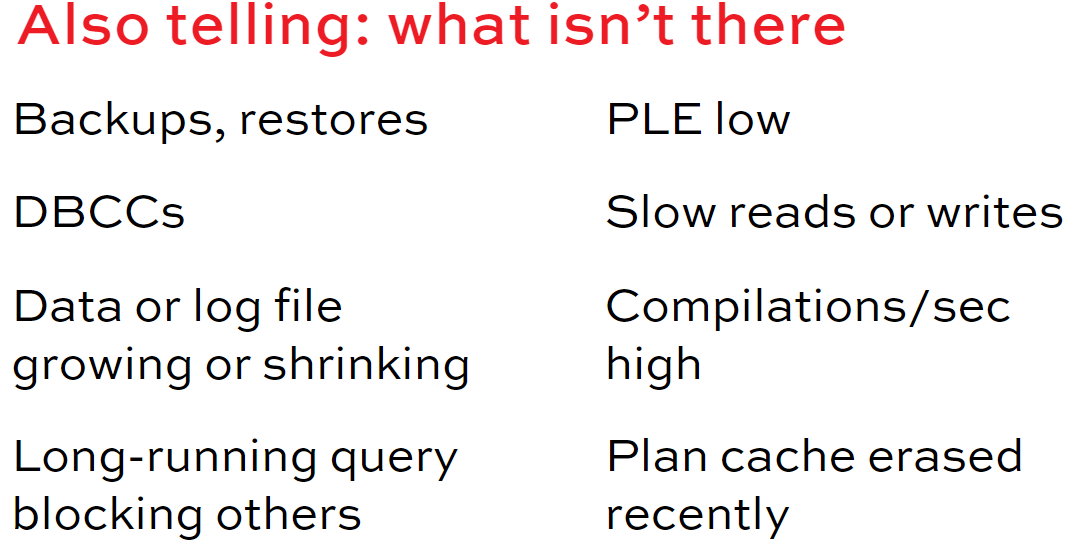 Also telling: what isn’t there
Backups, restores
DBCCs
Data or log file
growing or shrinking
Long-running query
blocking others
PLE low
Slow reads or writes
Compilations/sec
high
Plan cache erased
recently